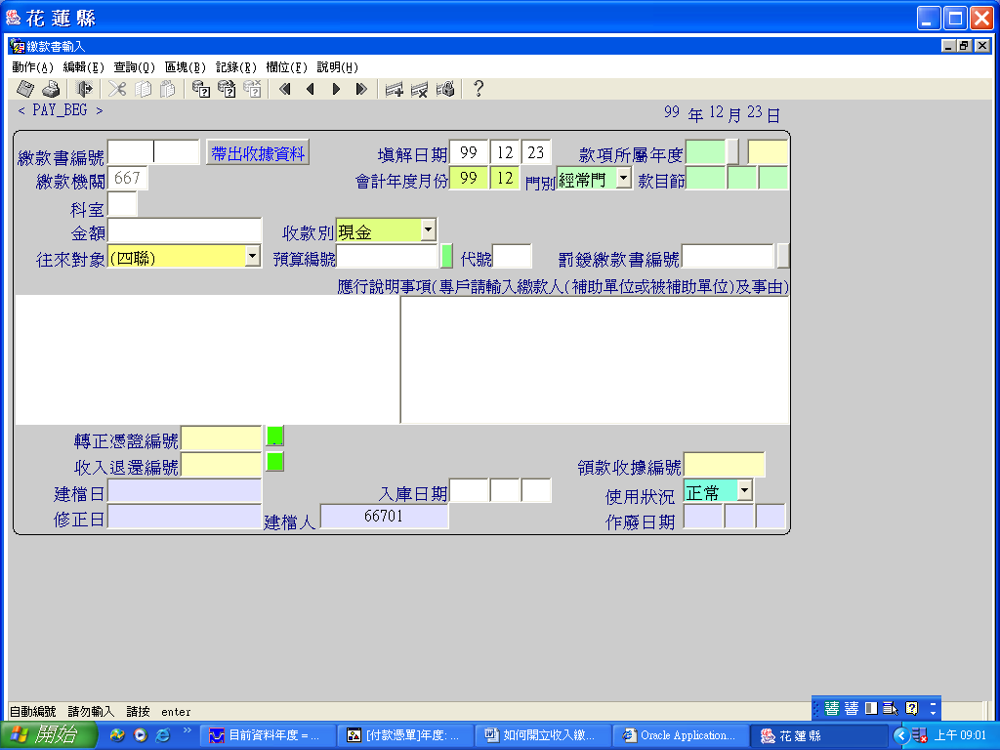 花蓮縣
繳款書輸入
動作(A) 編輯(E) 查詢(Q) 區塊(B) 記錄(R) 欄位(F) 說明(H)
< PAY_BEG > 99 年 12 月 23 日
繳款書編號 帶出收據資料 填解日期 99 12 23 款項所屬年度
繳款機關 667 會計年度月份 99 12 門別 經常門 款目節
科室
金額 收款別 現金
往來對象 (四聯) 預算編號 代號 罰鍰繳款書編號
應行說明事項(專戶請輸入繳款人(補助單位或被補助單位)及事由)
轉正憑證編號 ..
收入退還編號 領款收據編號
建檔日 入庫日期 使用狀況 正常
修正日 建檔人 66701 作廢日期
自動編號 請勿輸入 請按 enter
開始 目前資料年度 =... [付款憑單]年度:... 如何開立收入繳... Oracle Application... 花蓮縣 上午 09:01